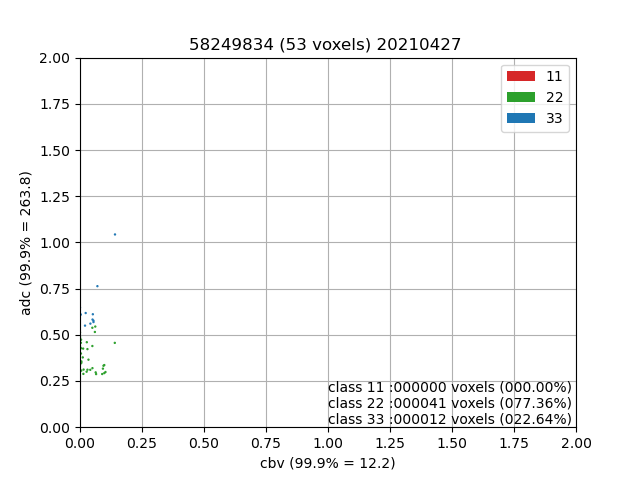 58249834 (53 voxels) 20210427
2.00
1.75
1.50
1.25
1.00
0.75
0.50
0.25
0.00
adc (99.9% = 263.8)
11
22
33
class 11 :000000 voxels (000.00%)
class 22 :000041 voxels (077.36%)
class 33 :000012 voxels (022.64%)
0.00 0.25 0.50 0.75 1.00 1.25 1.50 1.75 2.00
cbv (99.9% = 12.2)